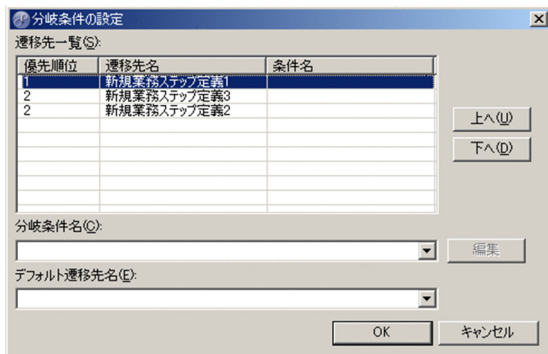 分岐条件の設定
遷移先一覧(S):
優先順位 遷移先名 条件名
1 新規業務ステップ定義1
2 新規業務ステップ定義3
2 新規業務ステップ定義2
上へ(U)
下へ(D)
分岐条件名(C):
編集
デフォルト遷移先名(E):
OK キャンセル